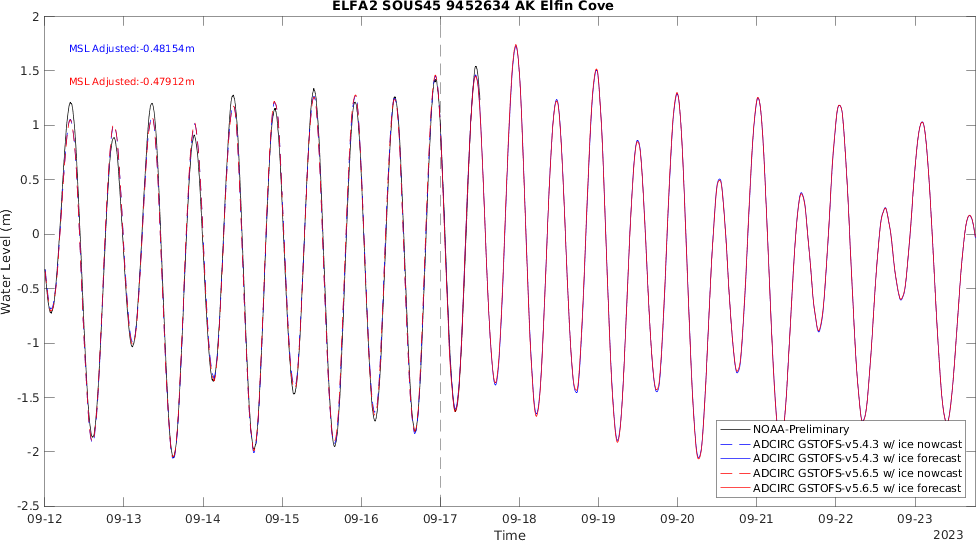 ELFA2 SOUS45 9452634 AK Elfin Cove
2
1.5
1
0.5
0
-0.5
-1
-1.5
-2
-2.5
Water Level (m)
MSL Adjusted:-0.48154m
MSL Adjusted:-0.47912m
NOAA-Preliminary
ADCIRC GSTOFS-v5.4.3 w/ ice nowcast
ADCIRC GSTOFS-v5.4.3 w/ ice forecast
ADCIRC GSTOFS-v5.6.5 w/ ice nowcast
ADCIRC GSTOFS-v5.6.5 w/ ice forecast
09-12 09-13 09-14 09-15 09-16 09-17 09-18 09-19 09-20 09-21 09-22 09-23
Time
2023